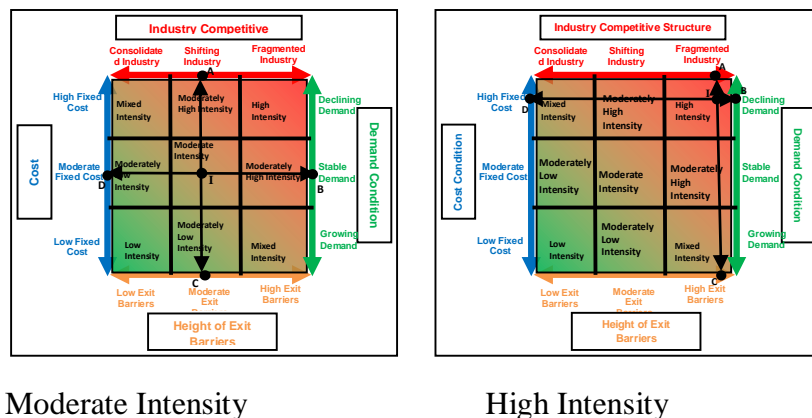 Industry Competitive
Consolidate
d Industry
Shifting
Industry
Fragmented
Industry
A
High Fixed
Cost
Mixed
Intensity
Moderately
High Intensity
High
Intensity
Declining
Demand
Cost
Moderate
Fixed Cost
D
Moderately
Low
Intensity
Moderate
Intensity
I
Moderately
High Intensity
B
Stable
Demand
Demand Condition
Low Fixed
Cost
Low
Intensity
Moderately
Low
Intensity
Mixed
Intensity
Growing
Demand
C
Low Exit
Barriers
Moderate
Exit
High Exit
Barriers
Height of Exit
Barriers
Moderate Intensity
Industry Competitive Structure
Consolidate
d Industry
Shifting
Industry
Fragmented
Industry
A
High Fixed
Cost
D
Mixed
Intensity
Moderately
High
Intensity
High
Intensity
I
B
Declining
Demand
Cost Condition
Moderate
Fixed Cost
Moderately
Low
Intensity
Moderate
Intensity
Moderately
High
Intensity
Stable
Demand
Demand Condition
Low Fixed
Cost
Low
Intensity
Moderately
Low
Intensity
Mixed
Intensity
Growing
Demand
C
Low Exit
Barriers
Moderate
Exit
High Exit
Barriers
Height of Exit
Barriers
High Intensity